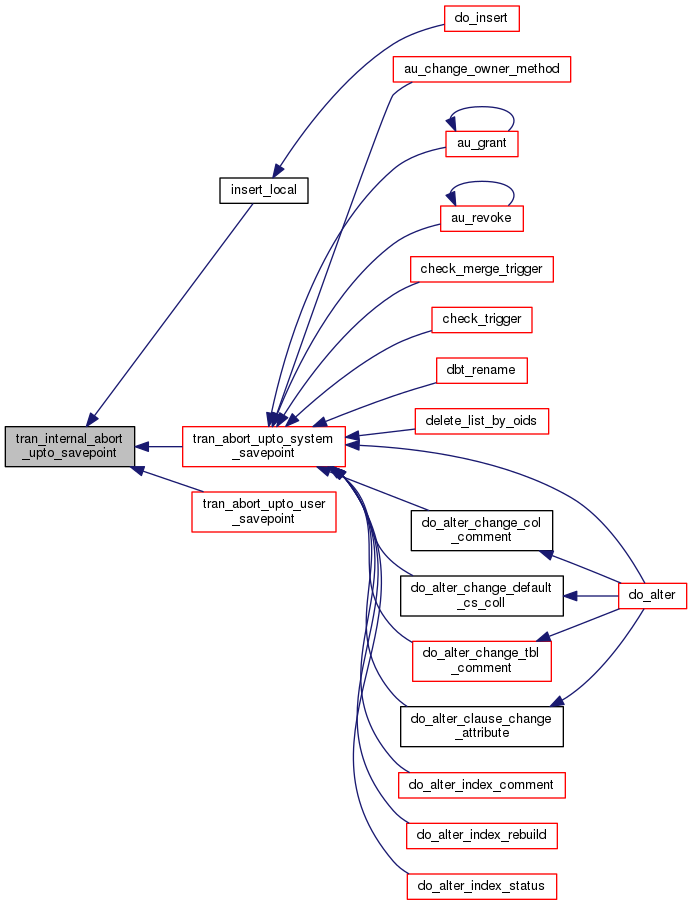 do_insert
au_change_owner_method
au_grant
insert_local
au_revoke
check_merge_trigger
check_trigger
dbt_rename
delete_list_by_oids
tran_internal_abort
_upto_savepoint
tran_abort_upto_system
_savepoint
tran_abort_upto_user
_savepoint
do_alter_change_col
_comment
do_alter_change_default
_cs_coll
do_alter
do_alter_change_tbl
_comment
do_alter_clause_change
_attribute
do_alter_index_comment
do_alter_index_rebuild
do_alter_index_status